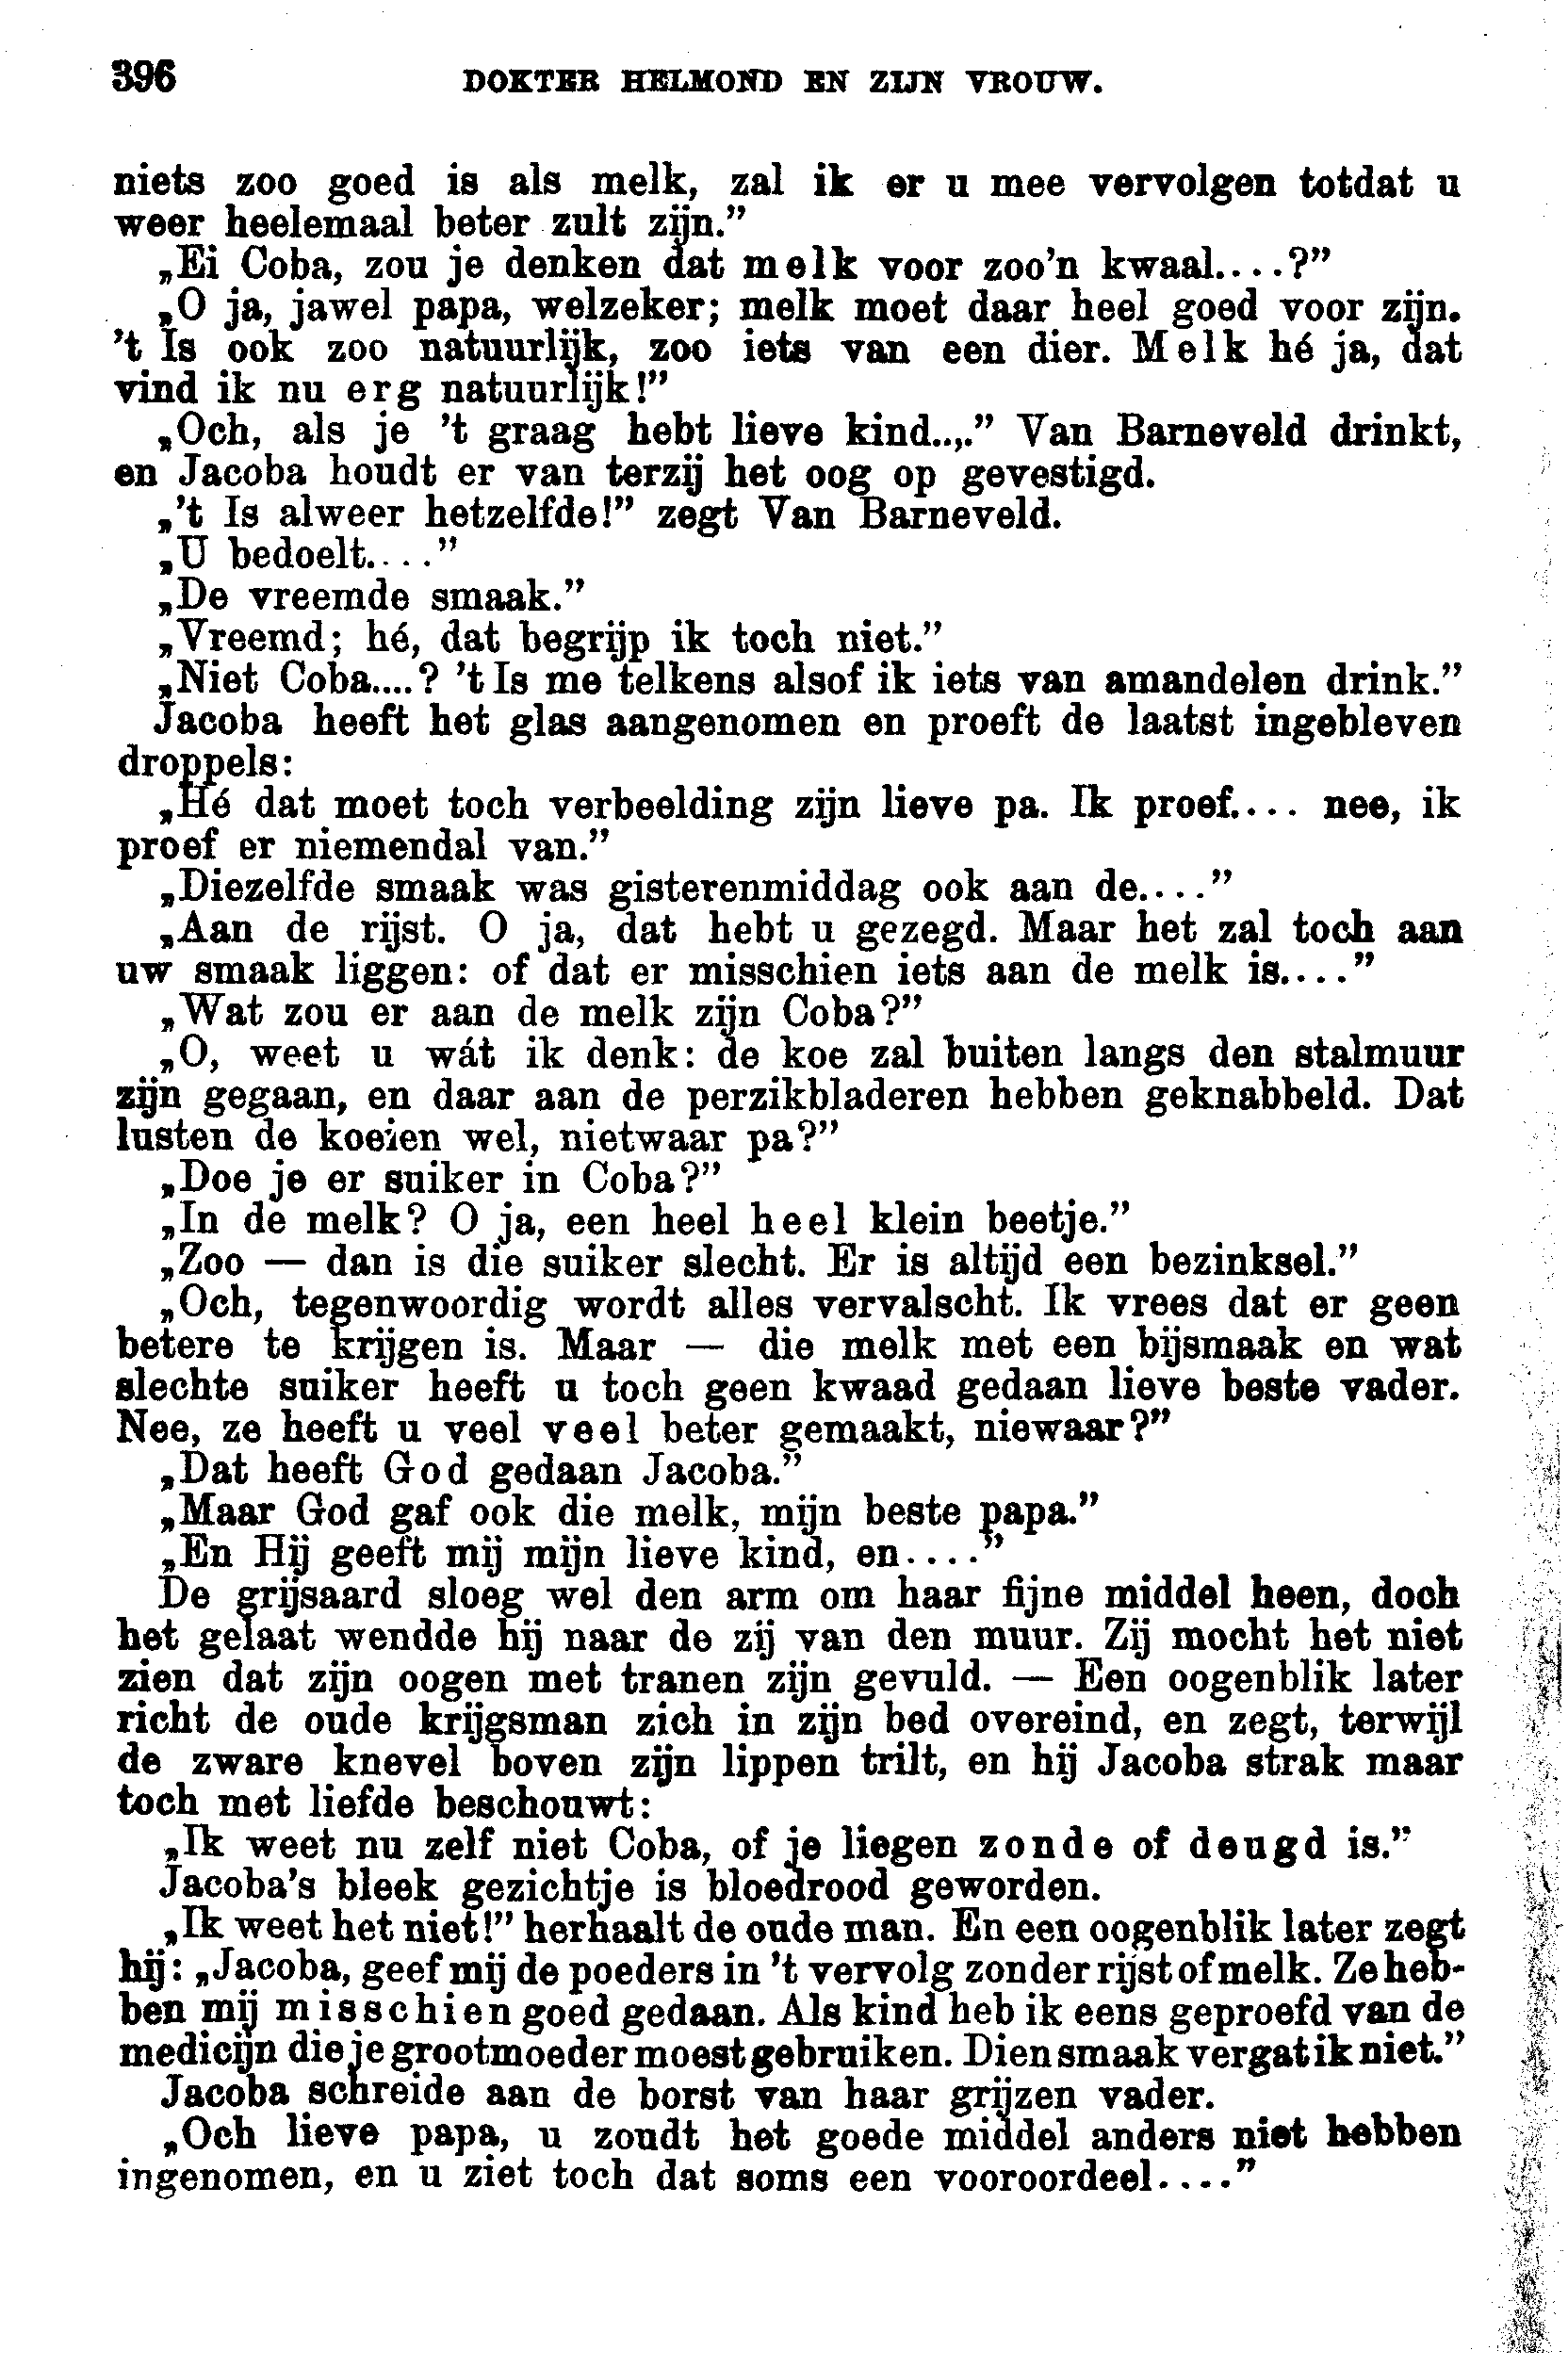 396 DOKTER HELMOND EN ZIJN VROUW.
niets zoo goed is als melk, zal ik er u mee vervolgen totdat u
weer heelemaal beter zult zijn.”
„Ei Coba, zou je denken dat melk voor zoo’n kwaal....?”
„O ja, jawel papa, welzeker; melk moet daar heel goed voor zijn.
’t Is ook zoo natuurlijk, zoo iets van een dier. Melk hé ja, dat
vind ik nu erg natuurlijk!”
„Och, als je ’t graag hebt lieve kind..,.” Van Barneveld drinkt,
en Jacoba houdt er van terzij het oog op gevestigd.
„’t Is alweer hetzelfde!” zegt Van Barneveld.
„U bedoelt....”
„De vreemde smaak.”
„Vreemd; hé, dat begrijp ik toch niet.”
„Niet Coba....? ’t Is me telkens alsof ik iets van amandelen drink.”
Jacoba heeft het glas aangenomen en proeft de laatst ingebleven
droppels:
„Hé dat moet toch verbeelding zijn lieve pa. Ik proef.... nee, ik
proef er niemendal van.”
„Diezelfde smaak was gisterenmiddag ook aan de....”
„Aan de rijst. O ja, dat hebt u gezegd. Maar het zal toch aan
uw smaak liggen: of dat er misschien iets aan de melk is....”
„Wat zou er aan de melk zijn Coba?”
„O, weet u wát ik denk: de koe zal buiten langs den stalmuur
zijn gegaan, en daar aan de perzikbladeren hebben geknabbeld. Dat
lusten de koeien wel, nietwaar pa?”
„Doe je er suiker in Coba?”
„In de melk? O ja, een heel heel klein beetje.”
„Zoo — dan is die suiker slecht. Er is altijd een bezinksel.”
„Och, tegenwoordig wordt alles vervalscht. Ik vrees dat er geen
betere te krijgen is. Maar — die melk met een bijsmaak en wat
slechte suiker heeft u toch geen kwaad gedaan lieve beste vader.
Nee, ze heeft u veel veel beter gemaakt, niewaar?”
„Dat heeft God gedaan Jacoba.”
„Maar God gaf ook die melk, mijn beste papa.”
„En Hij geeft mij mijn lieve kind, en....”
De grijsaard sloeg wel den arm om haar fijne middel heen, doch
het gelaat wendde hij naar de zij van den muur. Zij mocht het niet
zien dat zijn oogen met tranen zijn gevuld. — Een oogenblik later
richt de oude krijgsman zich in zijn bed overeind, en zegt, terwijl
de zware knevel boven zijn lippen trilt, en hij Jacoba strak maar
toch met liefde beschouwt:
„Ik weet nu zelf niet Coba, of je liegen zonde of deugd is.”
Jacoba’s bleek gezichtje is bloedrood geworden.
„Ik weet het niet!” herhaalt de oude man. En een oogenblik later zegt
hij: „Jacoba, geef mij de poeders in ’t vervolg zonder rijst of melk. Ze heb-
ben mij misschien goed gedaan. Als kind heb ik eens geproefd van de
medicijn die je grootmoeder moest gebruiken. Dien smaak vergat ik niet.”
Jacoba schreide aan de borst van haar grijzen vader.
„Och lieve papa, u zoudt het goede middel anders niet hebben
ingenomen, en u ziet toch dat soms een vooroordeel....”